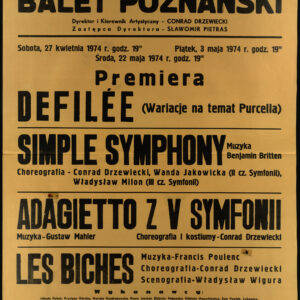 BALET POZNAŃSKI
Dyrektor i Kierownik Artystyczny - CONRAD DRZEWIECKI
Zastępca Dyrektora - SŁAWOMIR PIETRAS
Sobota, 27 kwietnia 1974 r. godz. 19" Piątek, 3 maja 1974 r. godz. 19"
Środa, 22 maja 1974 r. godz. 19"
Premiera
DEFILÉE (Wariacje na temat Purcella)
SIMPLE SYMPHONY Muzyka
Benjamin Britten
Choreografia - Conrad Drzewiecki, Wanda Jakowicka (II cz. Symfonii),
Władysław Milon (III cz. Symfonii)
ADAGIETTO Z V SYMFONII
Muzyka-Gustaw Mahler Choreografia i kostiumy-Conrad Drzewiecki
LES BICHES Muzyka-Francis Poulenc
Choreografia-Conrad Drzewiecki
Scenografia-Władysław Wigura
Wykonawcy